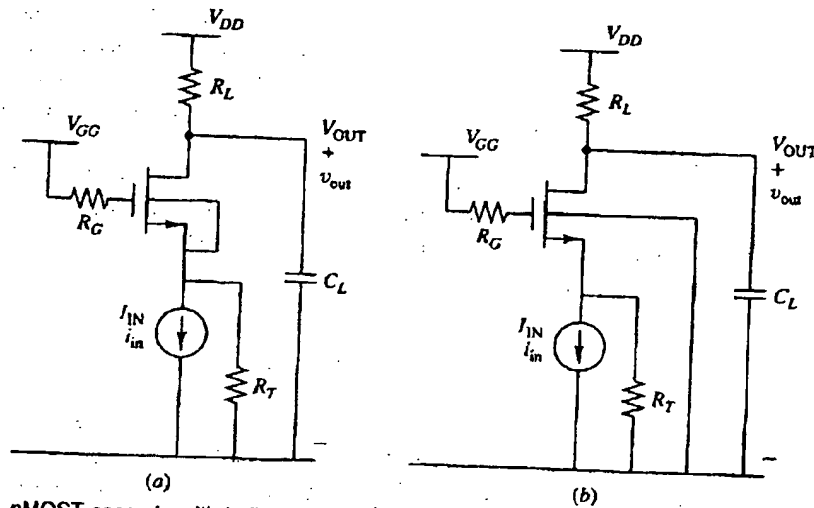 V_DD
R_L
V_GG
V_OUT
+
v_out
R_G
C_L
I_IN
i_in
R_T
−
(a)
V_DD
R_L
V_GG
V_OUT
+
v_out
R_G
C_L
I_IN
i_in
R_T
−
(b)
nMOST